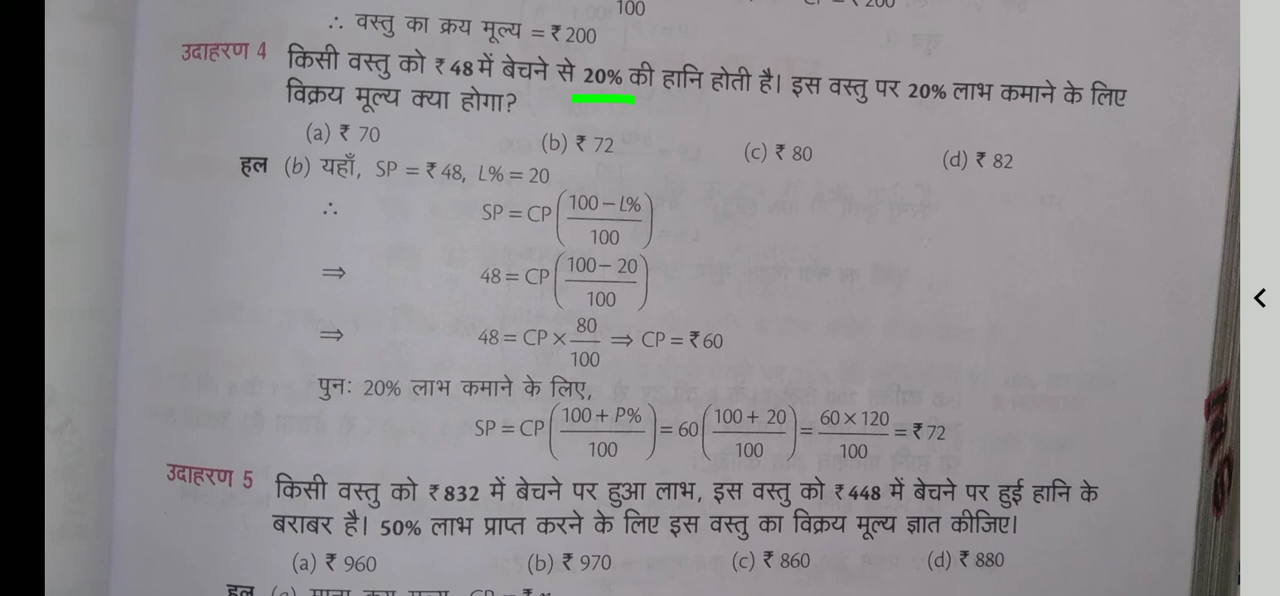 100
∴ वस्तु का क्रय मूल्य = ₹ 200
उदाहरण 4 किसी वस्तु को ₹ 48 में बेचने से 20% की हानि होती है। इस वस्तु पर 20% लाभ कमाने के लिए
विक्रय मूल्य क्या होगा?
(a) ₹ 70 (b) ₹ 72 (c) ₹ 80 (d) ₹ 82
हल (b) यहाँ, SP = ₹ 48, L% = 20
∴ SP = CP ( (100 – L%) / 100 )
⇒ 48 = CP ( (100 – 20) / 100 )
⇒ 48 = CP × 80 / 100 ⇒ CP = ₹ 60
पुन: 20% लाभ कमाने के लिए,
SP = CP ( (100 + P%) / 100 ) = 60 ( (100 + 20) / 100 ) = 60 × 120 / 100 = ₹ 72
उदाहरण 5 किसी वस्तु को ₹ 832 में बेचने पर हुआ लाभ, इस वस्तु को ₹ 448 में बेचने पर हुई हानि के
बराबर है। 50% लाभ प्राप्त करने के लिए इस वस्तु का विक्रय मूल्य ज्ञात कीजिए।
(a) ₹ 960 (b) ₹ 970 (c) ₹ 860 (d) ₹ 880